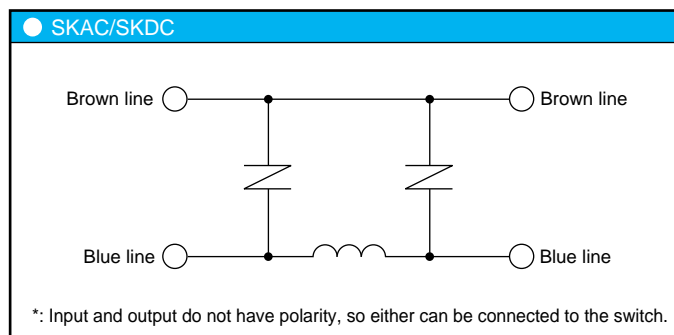 SKAC/SKDC
Brown line
Brown line
Blue line
Blue line
*: Input and output do not have polarity, so either can be connected to the switch.